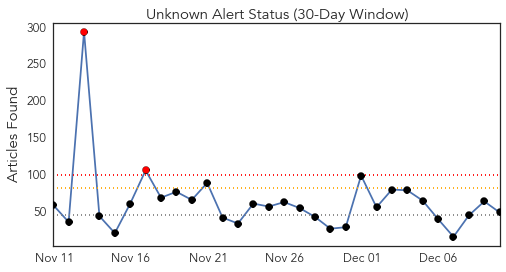 Unknown Alert Status (30-Day Window)
Articles Found
300
250
200
150
100
50
Nov 11 Nov 16 Nov 21 Nov 26 Dec 01 Dec 06